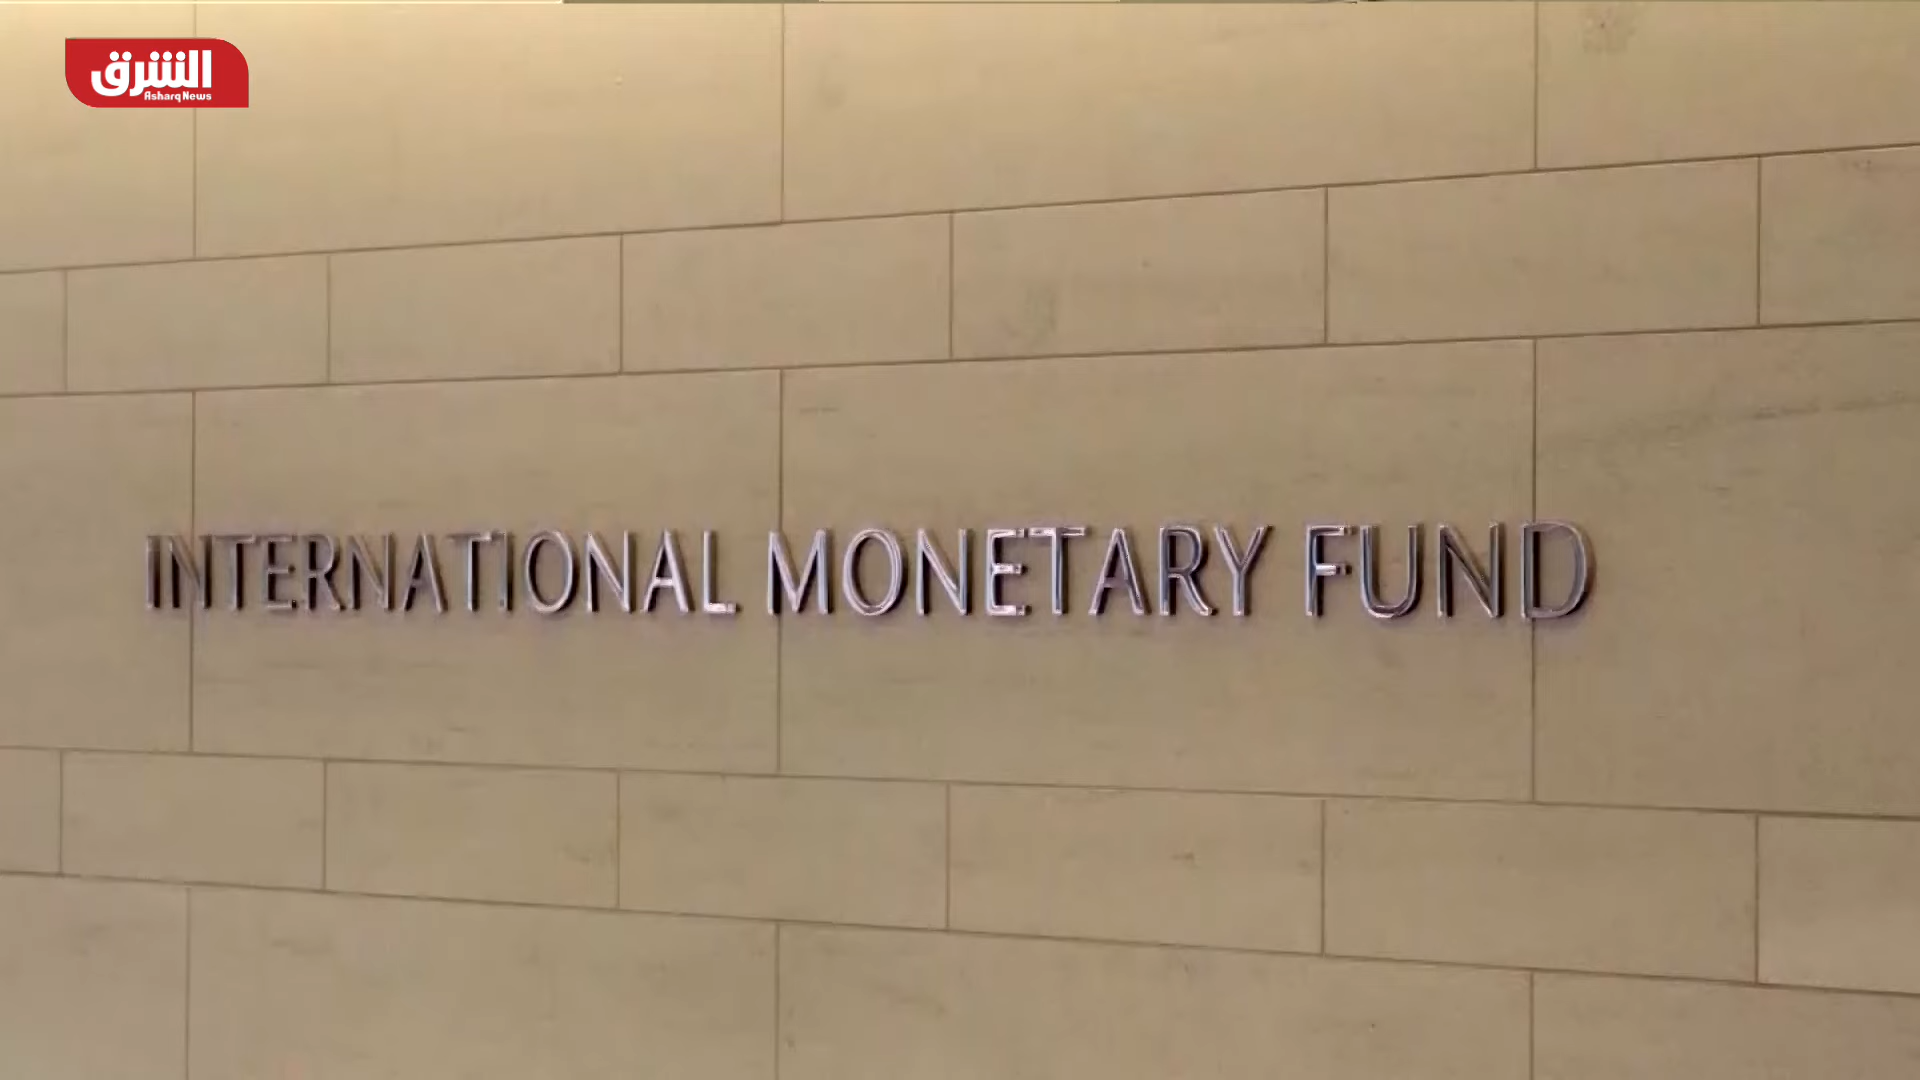 الشرق
Asharq News
INTERNATIONAL MONETARY FUND